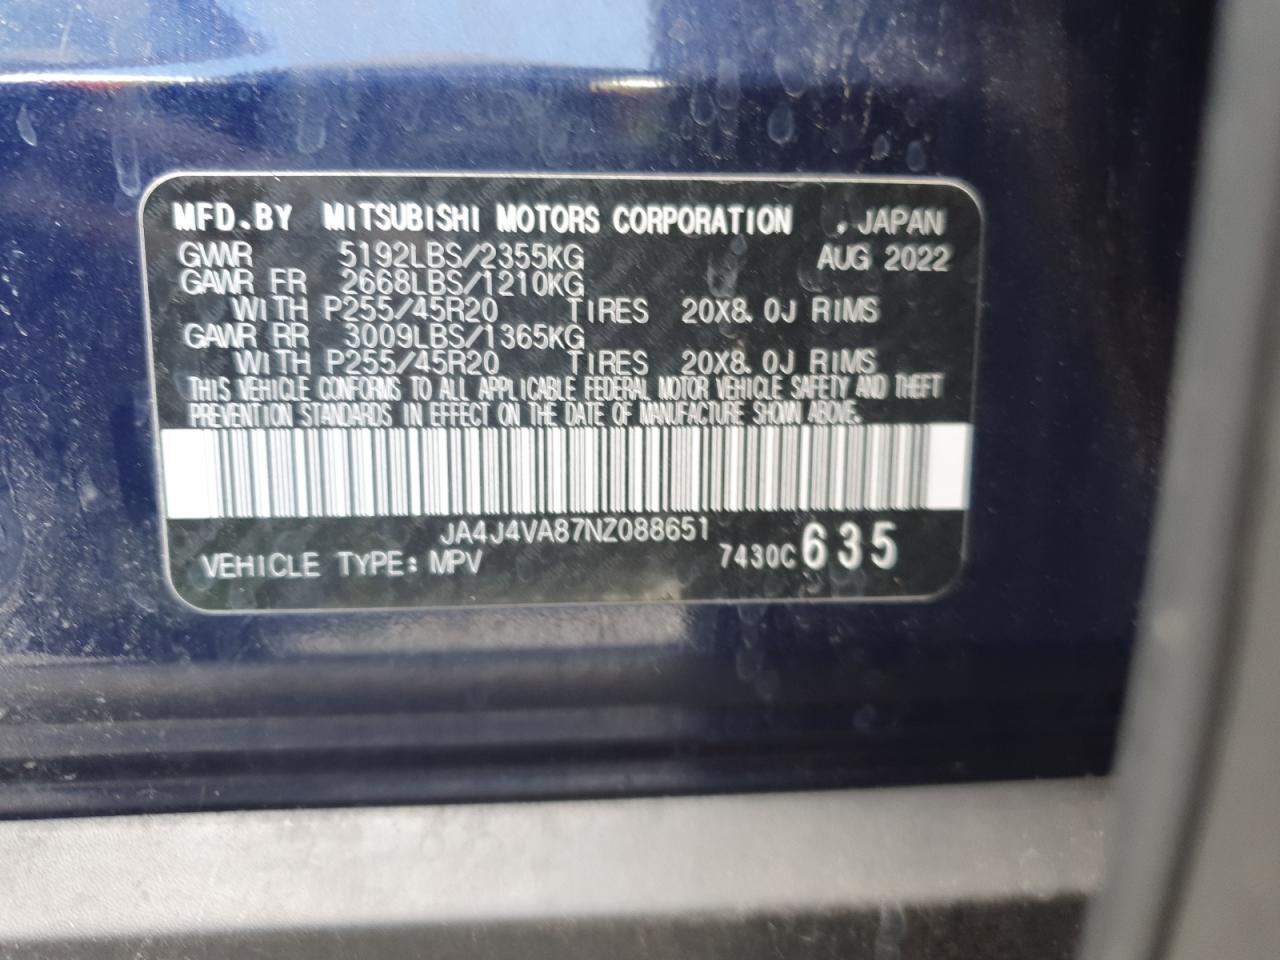 MFD.BY MITSUBISHI MOTORS CORPORATION , JAPAN
GVWR 5192LBS/2355KG AUG 2022
GAWR FR 2668LBS/1210KG
WITH P255/45R20 TIRES 20X8.0J RIMS
GAWR RR 3009LBS/1365KG
WITH P255/45R20 TIRES 20X8.0J RIMS
THIS VEHICLE CONFORMS TO ALL APPLICABLE FEDERAL MOTOR VEHICLE SAFETY AND THEFT
PREVENTION STANDARDS IN EFFECT ON THE DATE OF MANUFACTURE SHOWN ABOVE.
JA4J4VA87NZ088651
VEHICLE TYPE: MPV 7430C 635